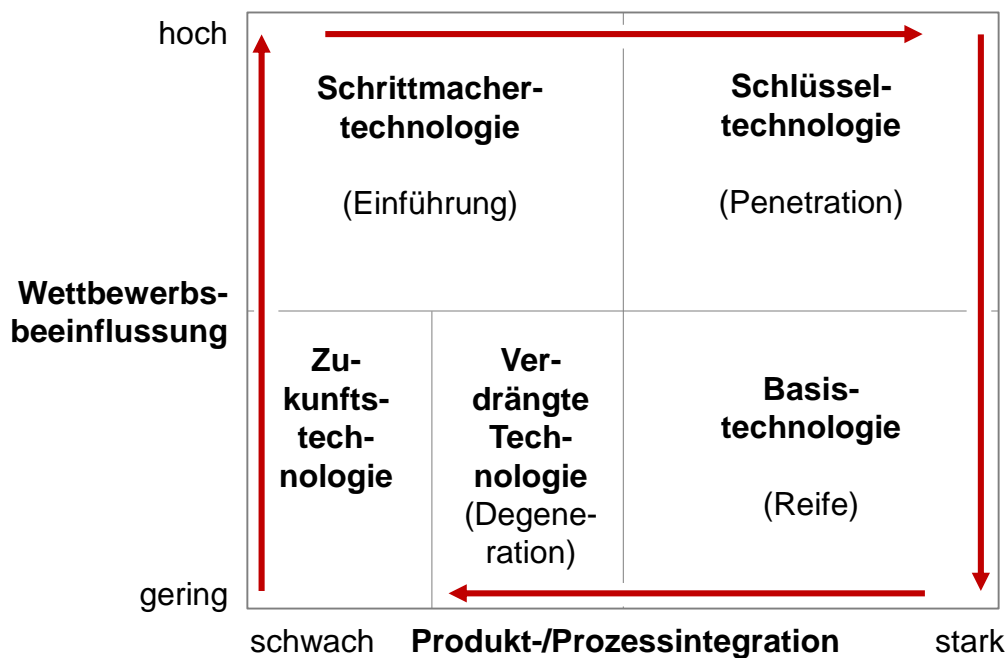 hoch
Schrittmacher-
technologie
(Einführung)
Schlüssel-
technologie
(Penetration)
Wettbewerbs-
beeinflussung
Zu-
kunfts-
tech-
nologie
Ver-
drängte
Tech-
nologie
(Degene-
ration)
Basis-
technologie
(Reife)
gering
schwach Produkt-/Prozessintegration stark